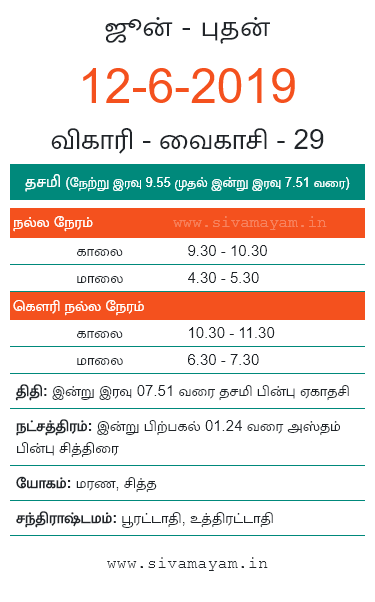 ஜூன் - புதன்
12-6-2019
விகாரி - வைகாசி - 29
தசமி (நேற்று இரவு 9.55 முதல் இன்று இரவு 7.51 வரை)
நல்ல நேரம் www.sivamayam.in
காலை 9.30 - 10.30
மாலை 4.30 - 5.30
கௌரி நல்ல நேரம்
காலை 10.30 - 11.30
மாலை 6.30 - 7.30
திதி: இன்று இரவு 07.51 வரை தசமி பின்பு ஏகாதசி
நட்சத்திரம்: இன்று பிற்பகல் 01.24 வரை அஸ்தம்
பின்பு சித்திரை
யோகம்: மரண, சித்த
சந்திராஷ்டமம்: பூரட்டாதி, உத்திரட்டாதி
www.sivamayam.in